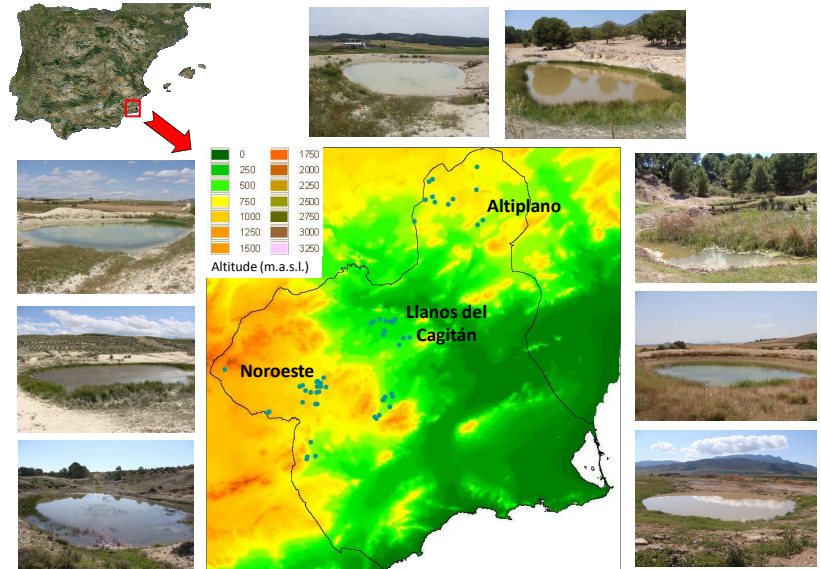 0 1750
250 2000
500 2250
750 2500
1000 2750
1250 3000
1500 3250
Altitude (m.a.s.l.)
Altiplano
Llanos del
Cagitán
Noroeste